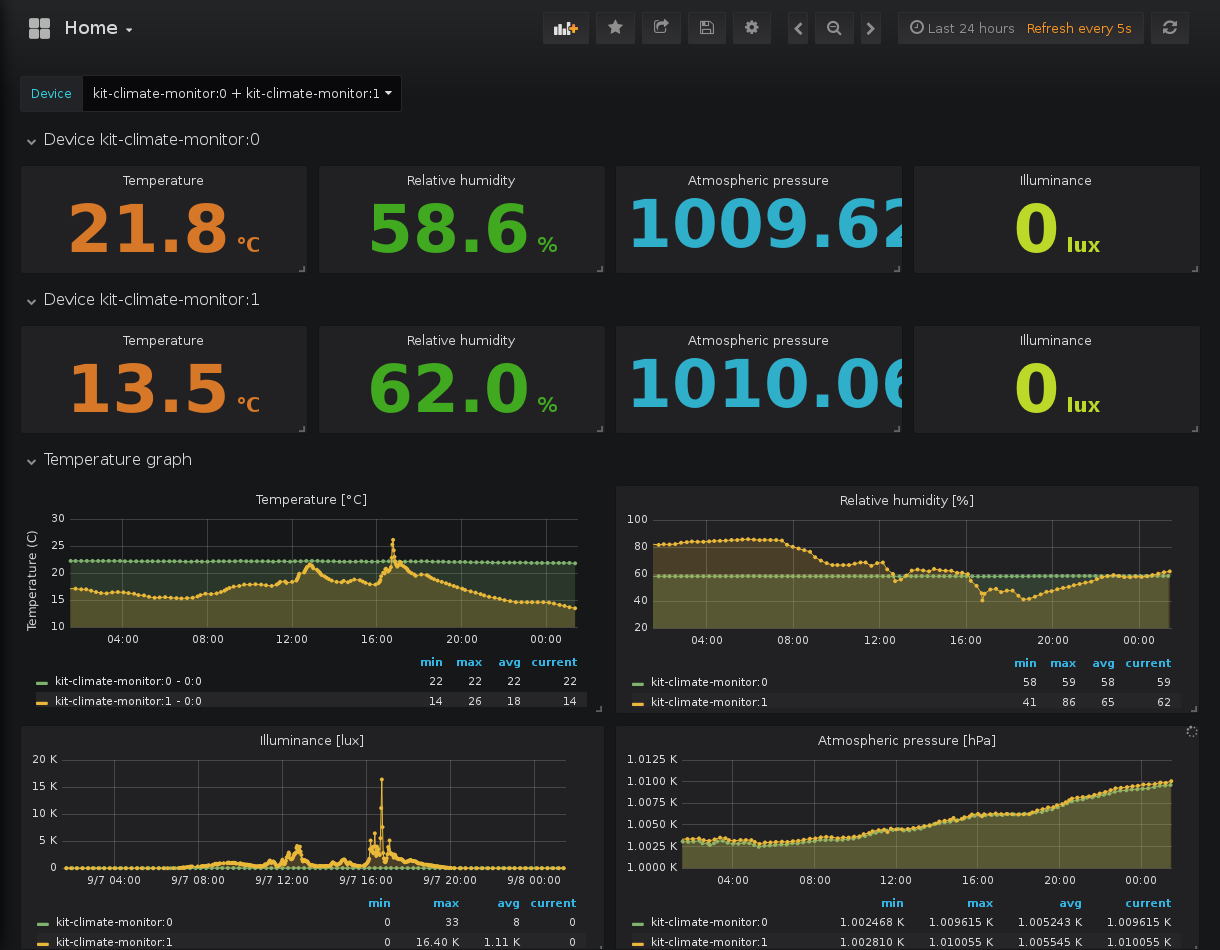 Home
Last 24 hours Refresh every 5s
Device kit-climate-monitor:0 + kit-climate-monitor:1
Device kit-climate-monitor:0
Temperature Relative humidity Atmospheric pressure Illuminance
21.8 °C 58.6 % 1009.62 0 lux
Device kit-climate-monitor:1
Temperature Relative humidity Atmospheric pressure Illuminance
13.5 °C 62.0 % 1010.06 0 lux
Temperature graph
Temperature [°C]
Temperature (C)
30
25
20
15
10
04:00 08:00 12:00 16:00 20:00 00:00
min max avg current
kit-climate-monitor:0 - 0:0 22 22 22 22
kit-climate-monitor:1 - 0:0 14 26 18 14
Relative humidity [%]
100
80
60
40
20
04:00 08:00 12:00 16:00 20:00 00:00
min max avg current
kit-climate-monitor:0 58 59 58 59
kit-climate-monitor:1 41 86 65 62
Illuminance [lux]
20 K
15 K
10 K
5 K
0
9/7 04:00 9/7 08:00 9/7 12:00 9/7 16:00 9/7 20:00 9/8 00:00
min max avg current
kit-climate-monitor:0 0 33 8 0
kit-climate-monitor:1 0 16.40 K 1.11 K 0
Atmospheric pressure [hPa]
1.0125 K
1.0100 K
1.0075 K
1.0050 K
1.0025 K
1.0000 K
04:00 08:00 12:00 16:00 20:00 00:00
min max avg current
kit-climate-monitor:0 1.002468 K 1.009615 K 1.005243 K 1.009615 K
kit-climate-monitor:1 1.002810 K 1.010055 K 1.005545 K 1.010055 K